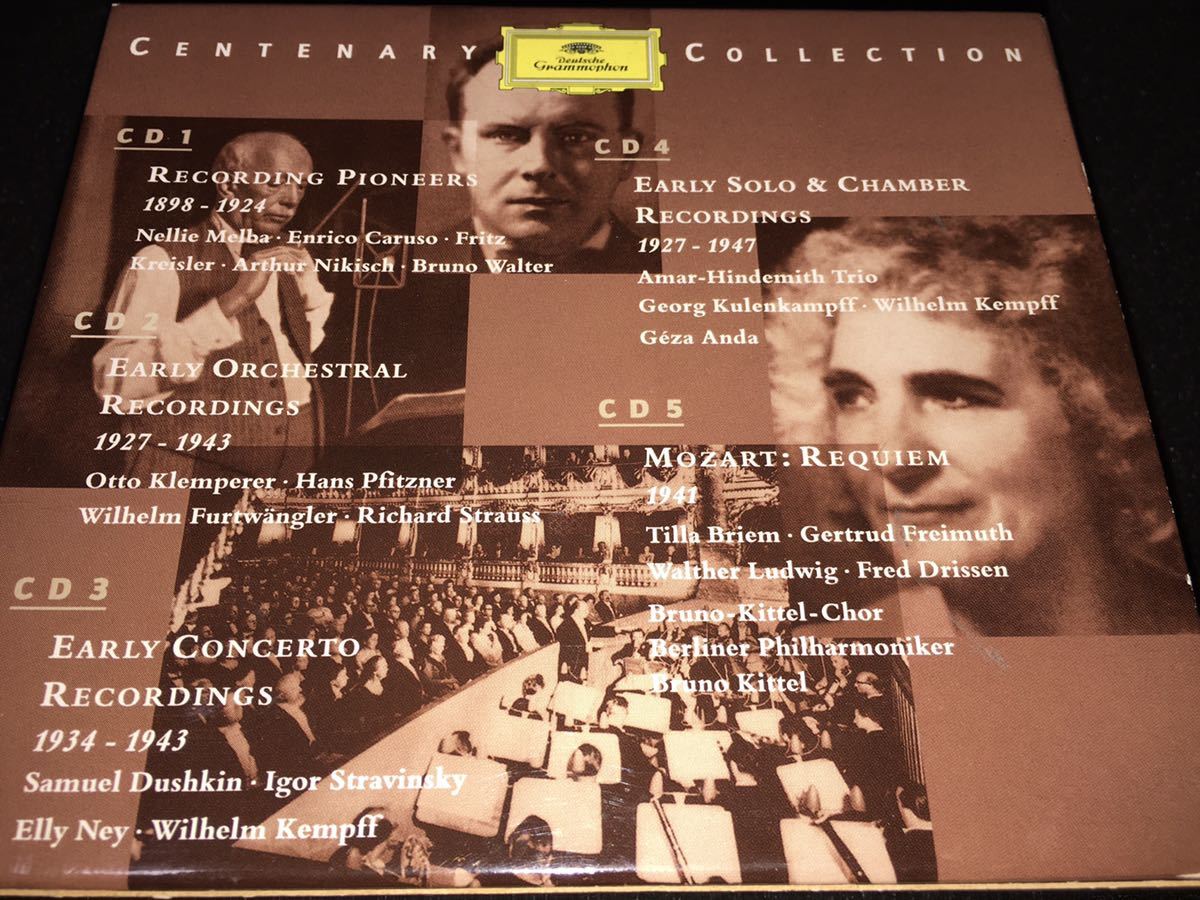 CENTENARY COLLECTION
Deutsche
Grammophon
CD 1
RECORDING PIONEERS
1898 - 1924
Nellie Melba · Enrico Caruso · Fritz
Kreisler · Arthur Nikisch · Bruno Walter
CD 2
EARLY ORCHESTRAL
RECORDINGS
1927 - 1943
Otto Klemperer · Hans Pfitzner
Wilhelm Furtwängler · Richard Strauss
CD 3
EARLY CONCERTO
RECORDINGS
1934 - 1943
Samuel Dushkin · Igor Stravinsky
Elly Ney · Wilhelm Kempff
CD 4
EARLY SOLO & CHAMBER
RECORDINGS
1927 - 1947
Amar-Hindemith Trio
Georg Kulenkampff · Wilhelm Kempff
Géza Anda
CD 5
MOZART: REQUIEM
1941
Tilla Briem · Gertrud Freimuth
Walther Ludwig · Fred Drissen
Bruno-Kittel-Chor
Berliner Philharmoniker
Bruno Kittel